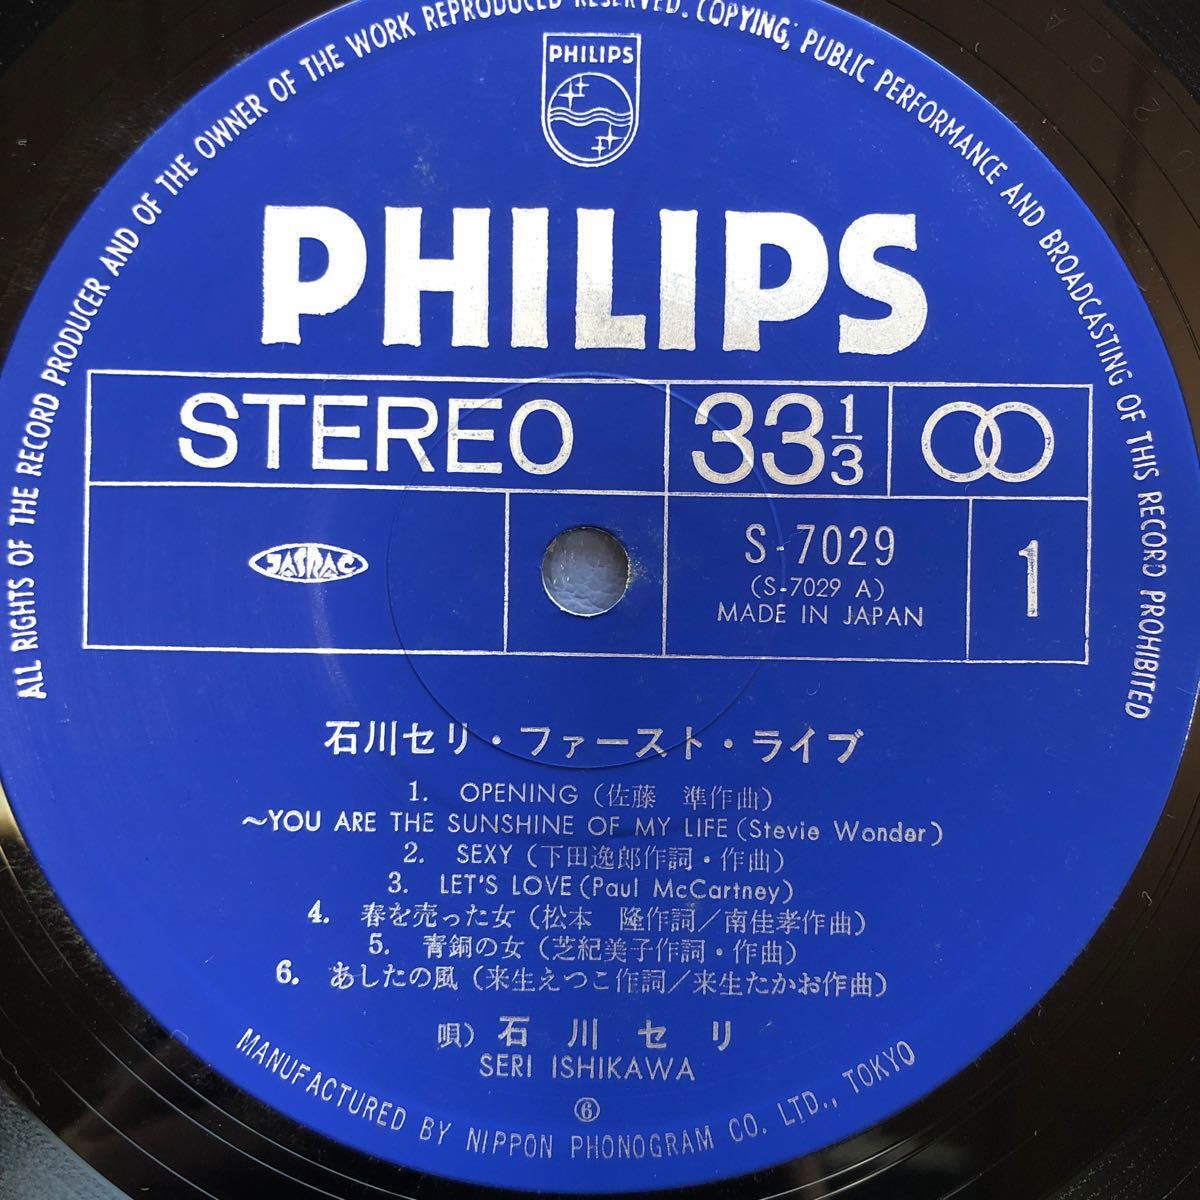 ALL RIGHTS OF THE RECORD PRODUCER AND OF THE OWNER OF THE WORK REPRODUCED RESERVED. COPYING, PUBLIC PERFORMANCE AND BROADCASTING OF THIS RECORD PROHIBITED
PHILIPS
PHILIPS
STEREO
33 1/3
JASRAC
S-7029
(S-7029 A)
MADE IN JAPAN
1
石川セリ・ファースト・ライブ
1. OPENING (佐藤 準作曲)
~YOU ARE THE SUNSHINE OF MY LIFE (Stevie Wonder)
2. SEXY (下田逸郎作詞・作曲)
3. LET'S LOVE (Paul McCartney)
4. 春を売った女 (松本 隆作詞/南佳孝作曲)
5. 青銅の女 (芝紀美子作詞・作曲)
6. あしたの風 (来生えつこ作詞/来生たかお作曲)
唄) 石川セリ
SERI ISHIKAWA
⑥
MANUFACTURED BY NIPPON PHONOGRAM CO. LTD., TOKYO